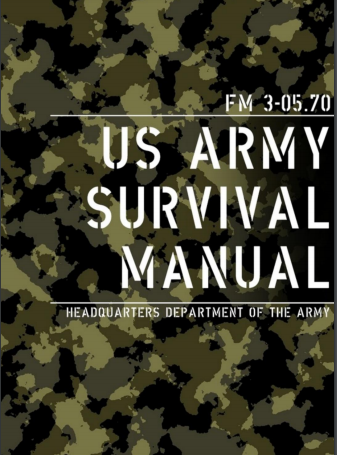 FM 3-05.70
US ARMY
SURVIVAL
MANUAL
HEADQUARTERS DEPARTMENT OF THE ARMY